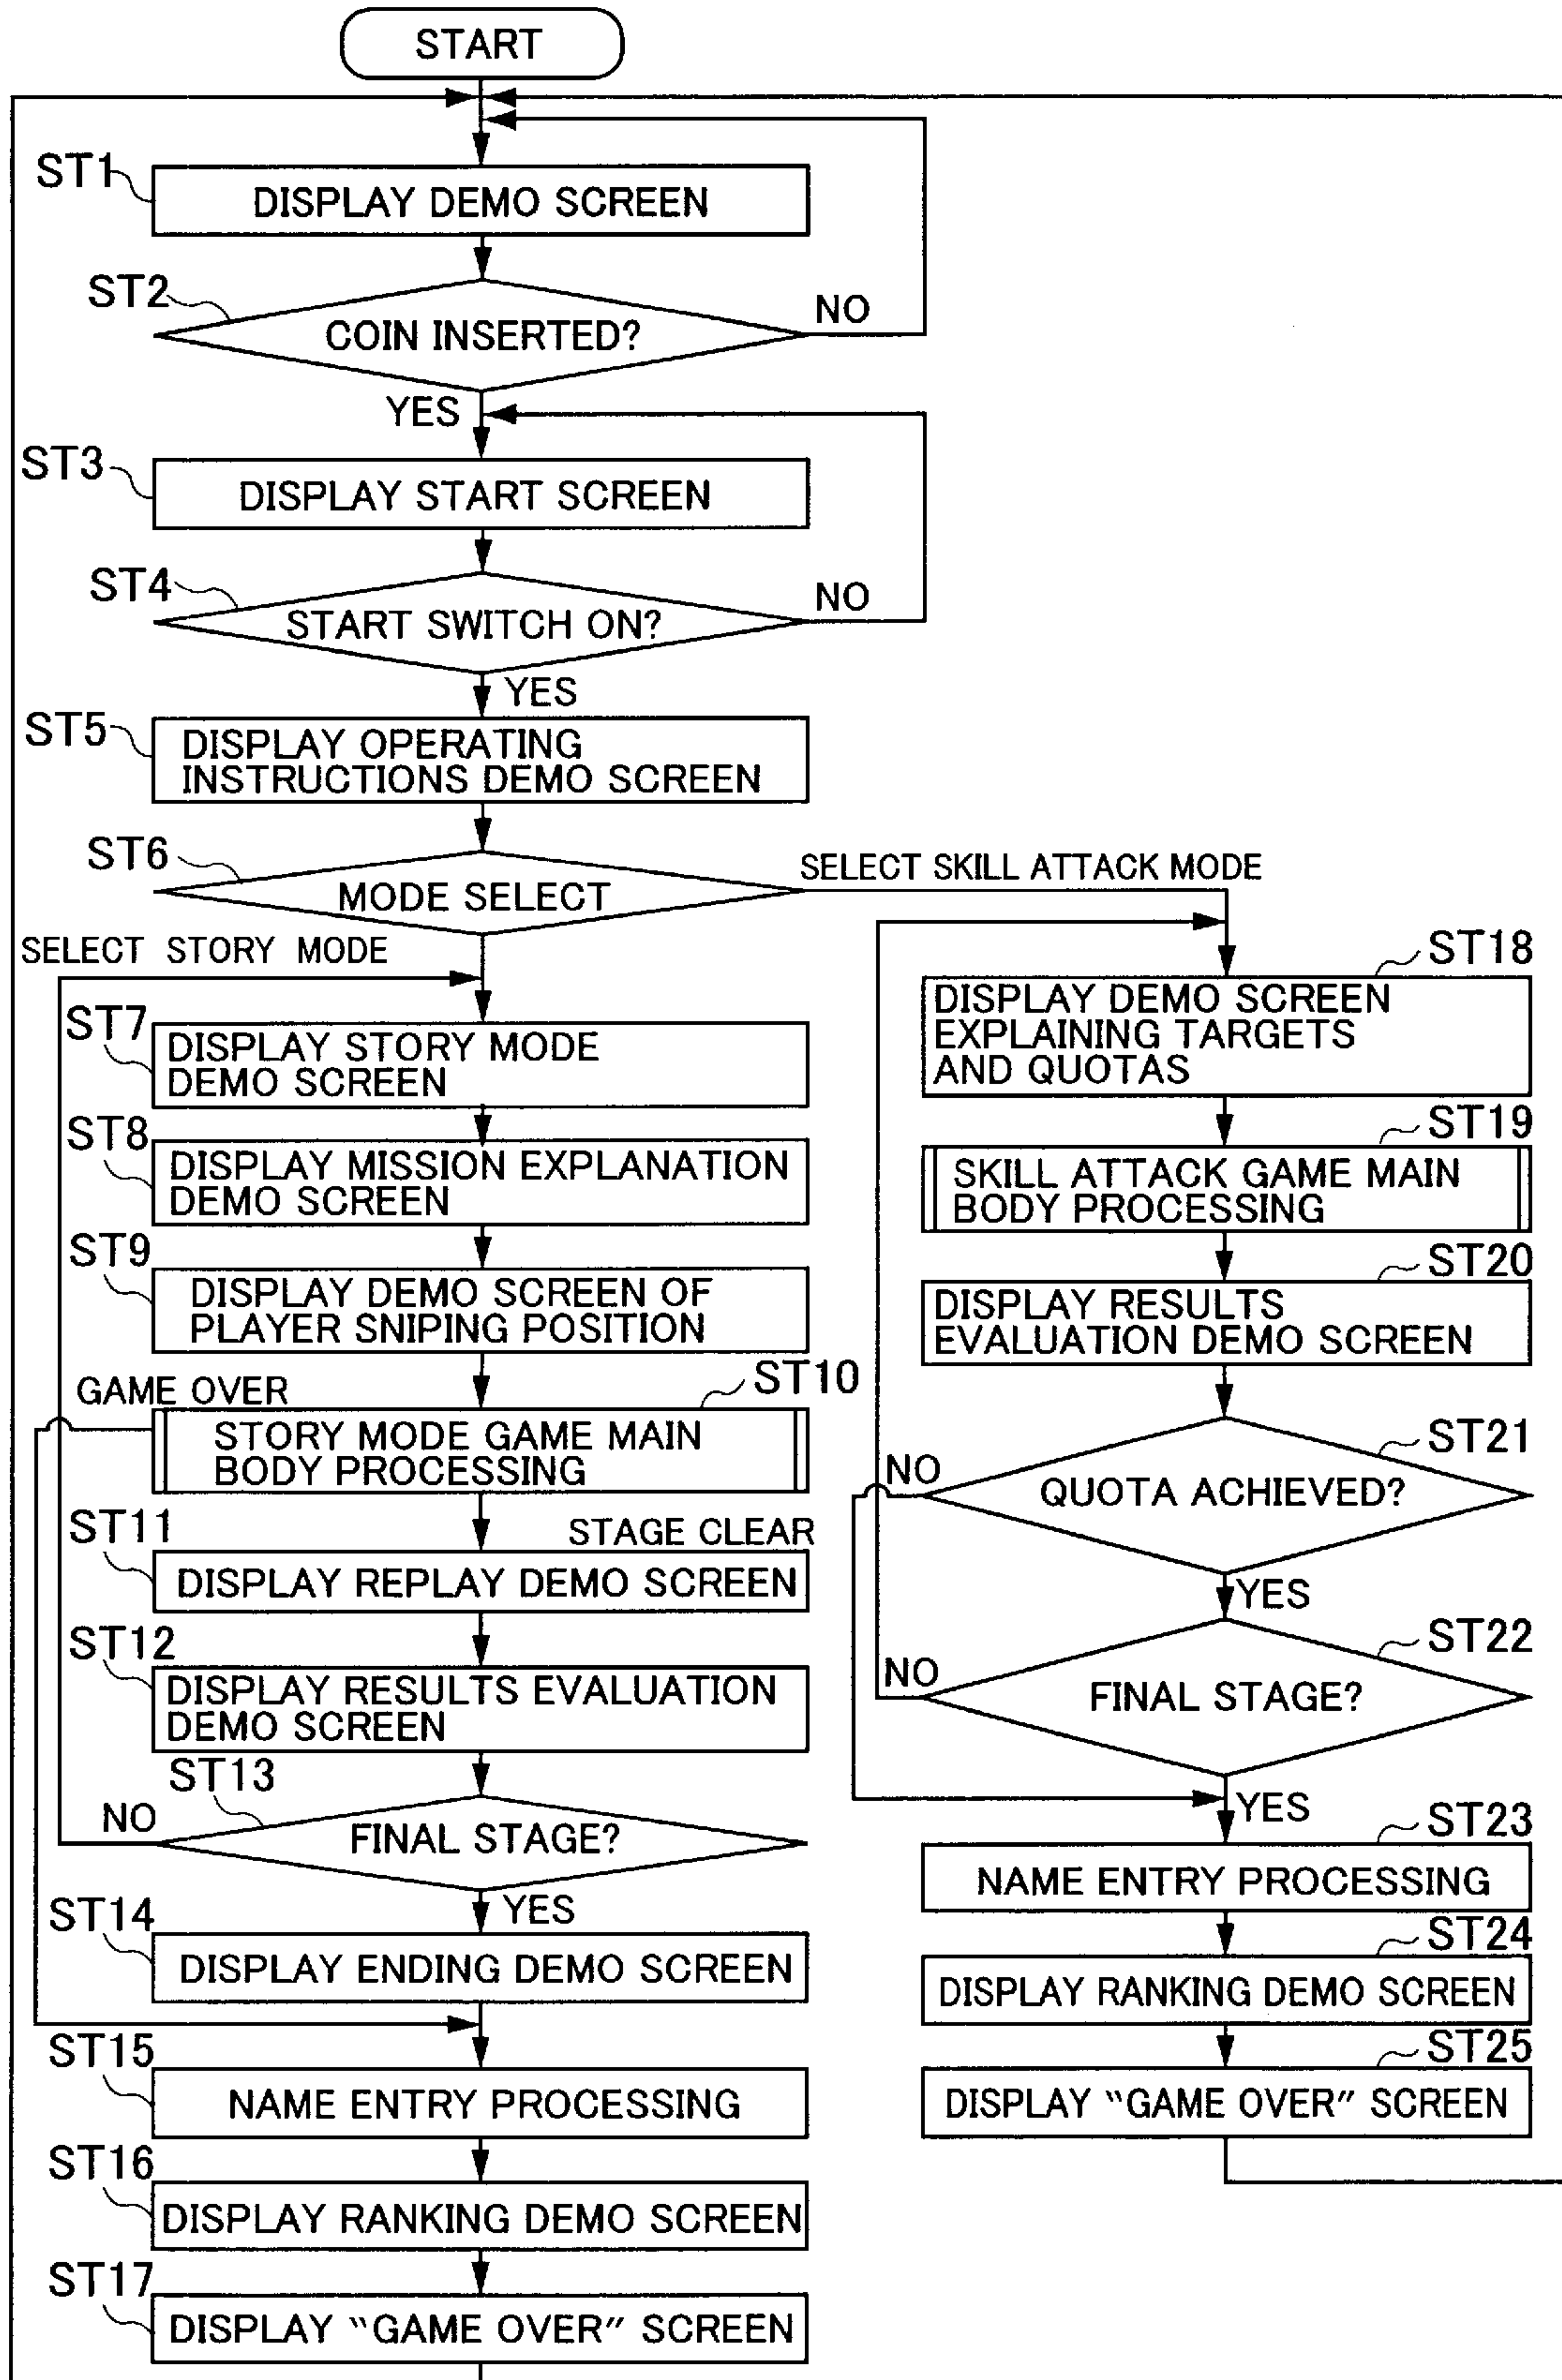 START
ST1
DISPLAY DEMO SCREEN
ST2
COIN INSERTED?
NO
YES
ST3
DISPLAY START SCREEN
ST4
START SWITCH ON?
NO
YES
ST5
DISPLAY OPERATING
INSTRUCTIONS DEMO SCREEN
ST6
MODE SELECT
SELECT SKILL ATTACK MODE
SELECT STORY MODE
ST7
DISPLAY STORY MODE
DEMO SCREEN
ST8
DISPLAY MISSION EXPLANATION
DEMO SCREEN
ST9
DISPLAY DEMO SCREEN OF
PLAYER SNIPING POSITION
GAME OVER
ST10
STORY MODE GAME MAIN
BODY PROCESSING
STAGE CLEAR
ST11
DISPLAY REPLAY DEMO SCREEN
ST12
DISPLAY RESULTS EVALUATION
DEMO SCREEN
ST13
FINAL STAGE?
NO
YES
ST14
DISPLAY ENDING DEMO SCREEN
ST15
NAME ENTRY PROCESSING
ST16
DISPLAY RANKING DEMO SCREEN
ST17
DISPLAY "GAME OVER" SCREEN
ST18
DISPLAY DEMO SCREEN
EXPLAINING TARGETS
AND QUOTAS
ST19
SKILL ATTACK GAME MAIN
BODY PROCESSING
ST20
DISPLAY RESULTS
EVALUATION DEMO SCREEN
ST21
QUOTA ACHIEVED?
NO
YES
ST22
FINAL STAGE?
NO
YES
ST23
NAME ENTRY PROCESSING
ST24
DISPLAY RANKING DEMO SCREEN
ST25
DISPLAY "GAME OVER" SCREEN